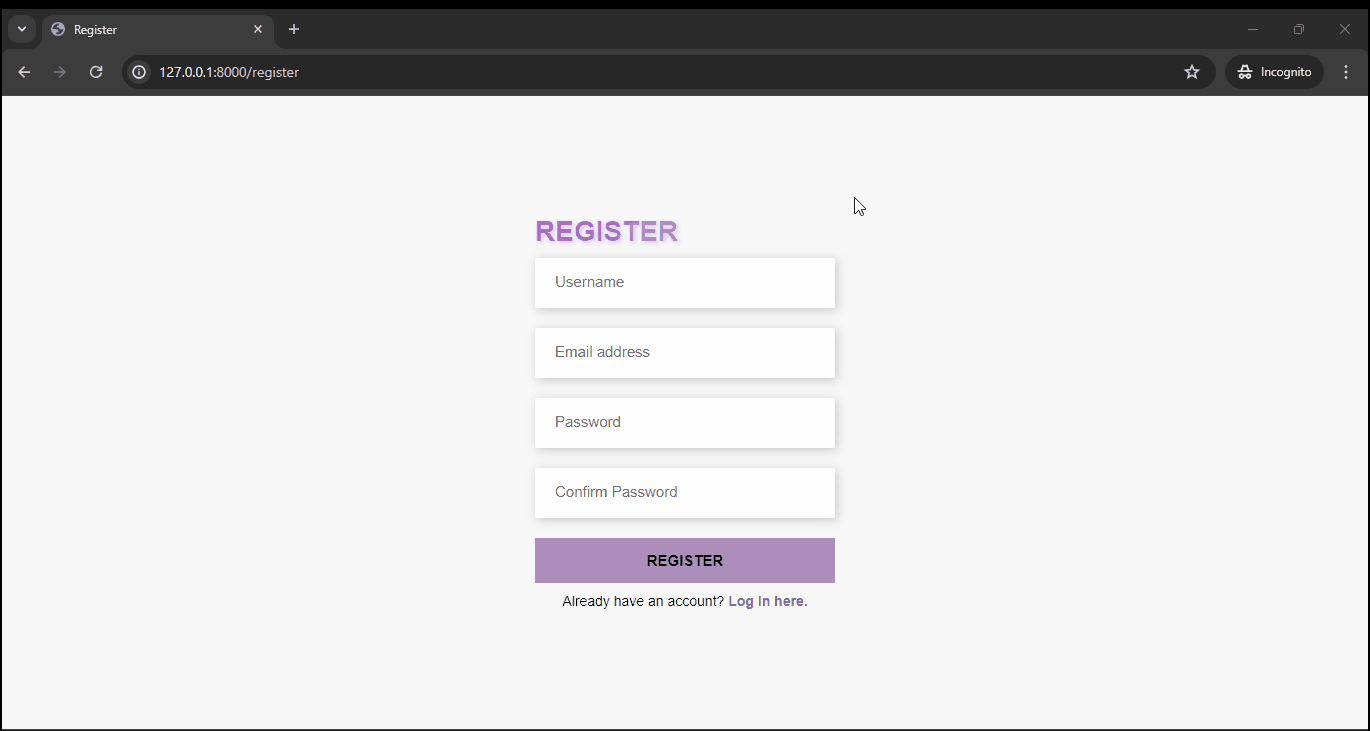 Register
127.0.0.1:8000/register
Incognito
REGISTER
Username
Email address
Password
Confirm Password
REGISTER
Already have an account? Log in here.